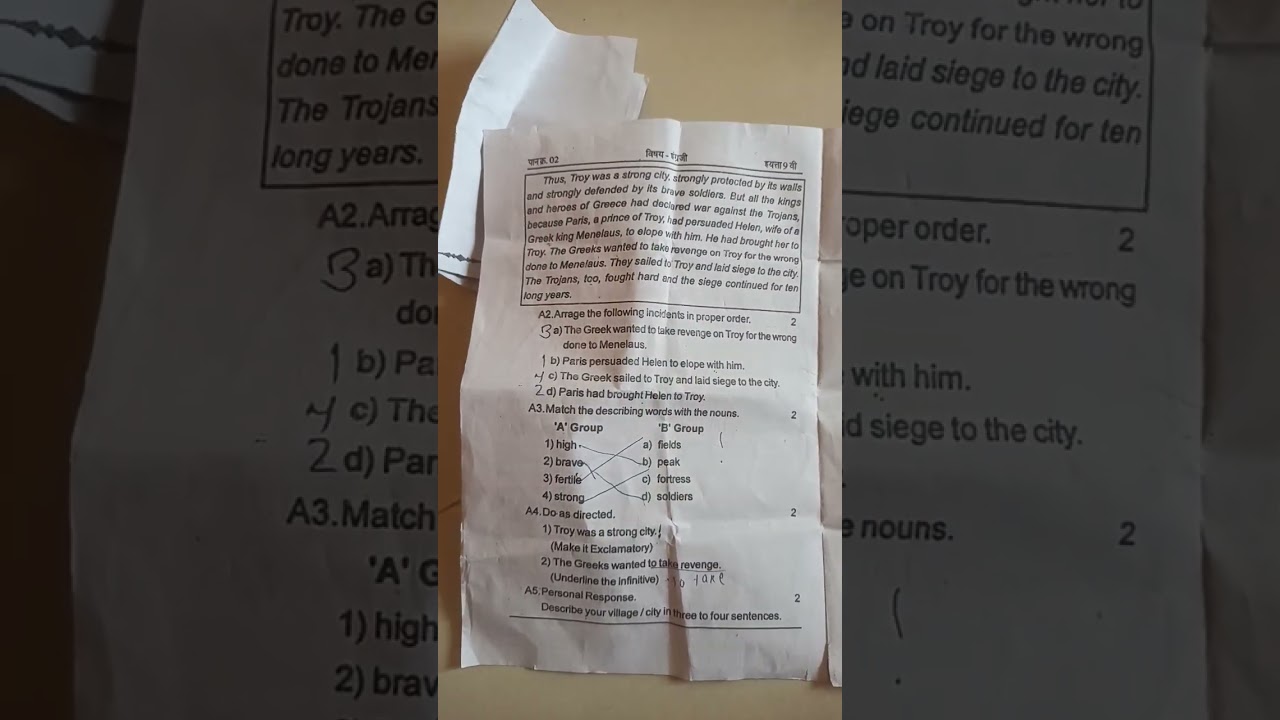 पान क्र. 02 विषय - इंग्रजी इयत्ता 9 वी
Thus, Troy was a strong city, strongly protected by its walls
and strongly defended by its brave soldiers. But all the kings
and heroes of Greece had declared war against the Trojans,
because Paris, a prince of Troy, had persuaded Helen, wife of a
Greek king Menelaus, to elope with him. He had brought her to
Troy. The Greeks wanted to take revenge on Troy for the wrong
done to Menelaus. They sailed to Troy and laid siege to the city.
The Trojans, too, fought hard and the siege continued for ten
long years.
A2.Arrage the following incidents in proper order. 2
3 a) The Greek wanted to take revenge on Troy for the wrong
done to Menelaus.
1 b) Paris persuaded Helen to elope with him.
4 c) The Greek sailed to Troy and laid siege to the city.
2 d) Paris had brought Helen to Troy.
A3.Match the describing words with the nouns. 2
'A' Group 'B' Group
1) high a) fields
2) brave b) peak
3) fertile c) fortress
4) strong d) soldiers
A4.Do as directed. 2
1) Troy was a strong city.!
(Make it Exclamatory)
2) The Greeks wanted to take revenge.
(Underline the infinitive) to take
A5.Personal Response. 2
Describe your village / city in three to four sentences.